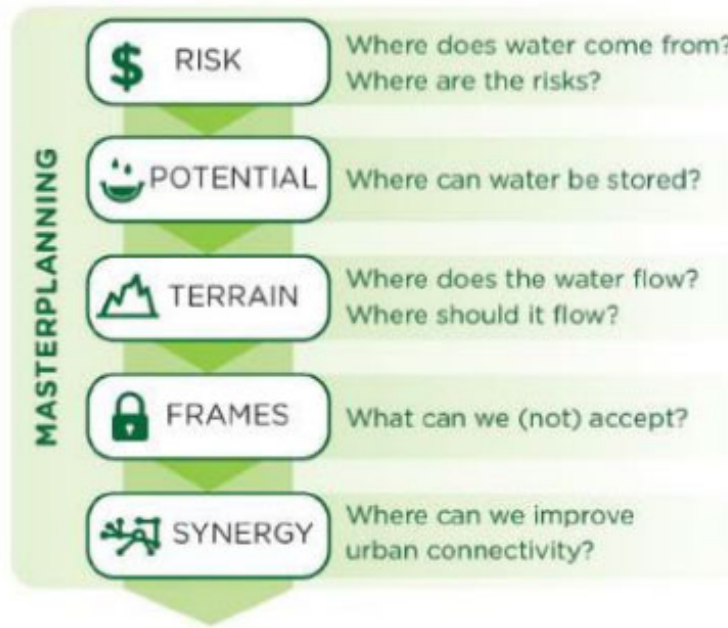 MASTERPLANNING
$ RISK
Where does water come from?
Where are the risks?
POTENTIAL
Where can water be stored?
TERRAIN
Where does the water flow?
Where should it flow?
FRAMES
What can we (not) accept?
SYNERGY
Where can we improve
urban connectivity?